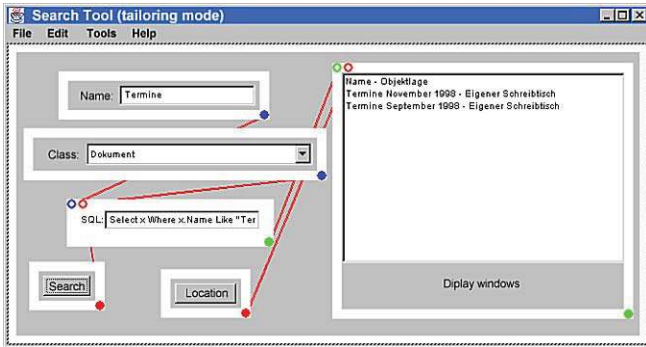 Search Tool (tailoring mode)
File Edit Tools Help
Name: Termine
Class: Dokument
SQL: Select x Where x.Name Like "Ter
Search
Location
Name - Objektlage
Termine November 1998 - Eigener Schreibtisch
Termine September 1998 - Eigener Schreibtisch
Diplay windows